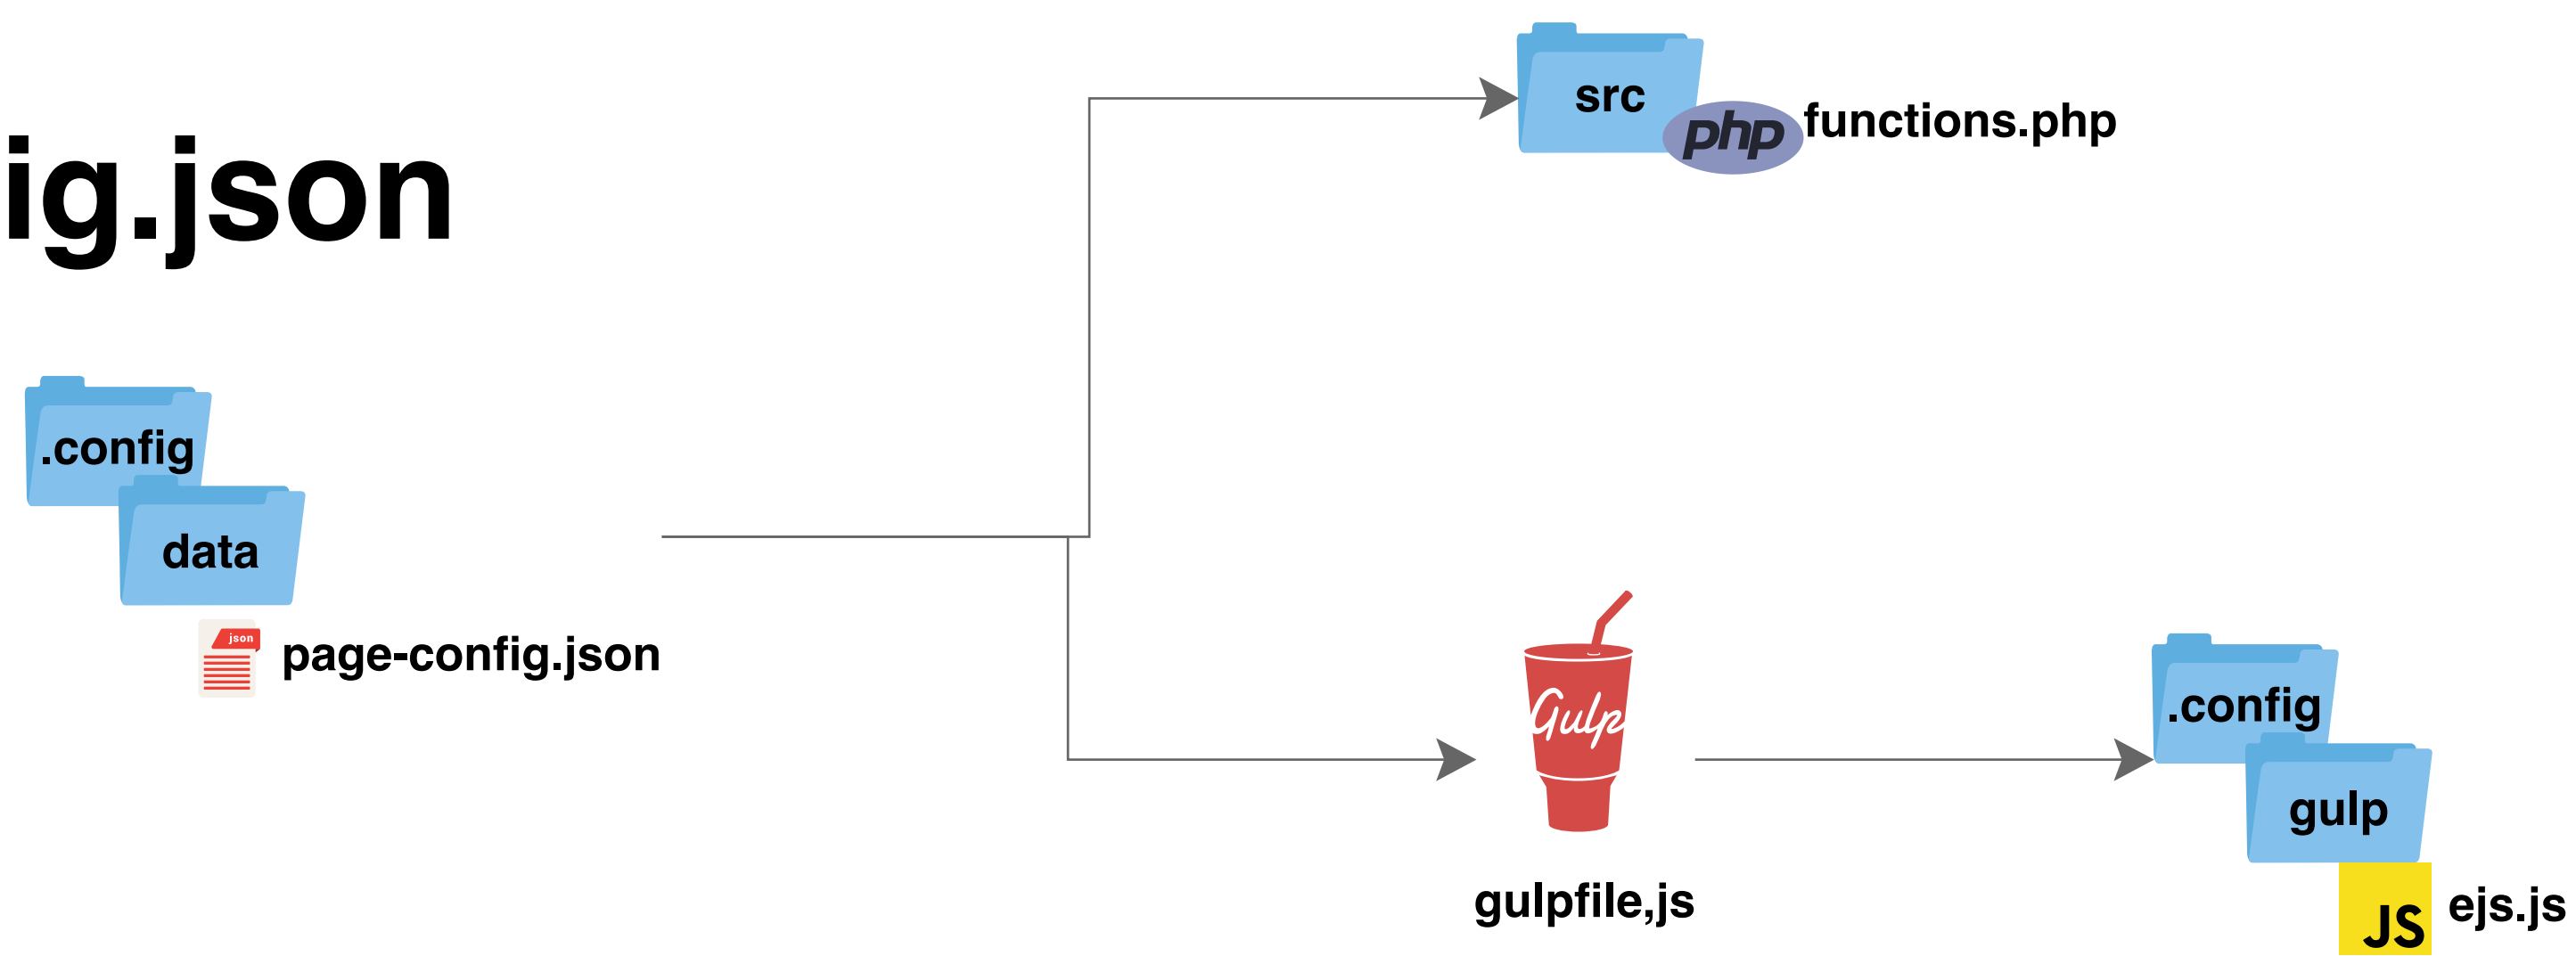 ig.json
src
php
functions.php
.config
data
json
page-config.json
Gulp
gulpfile,js
.config
gulp
JS
ejs.js